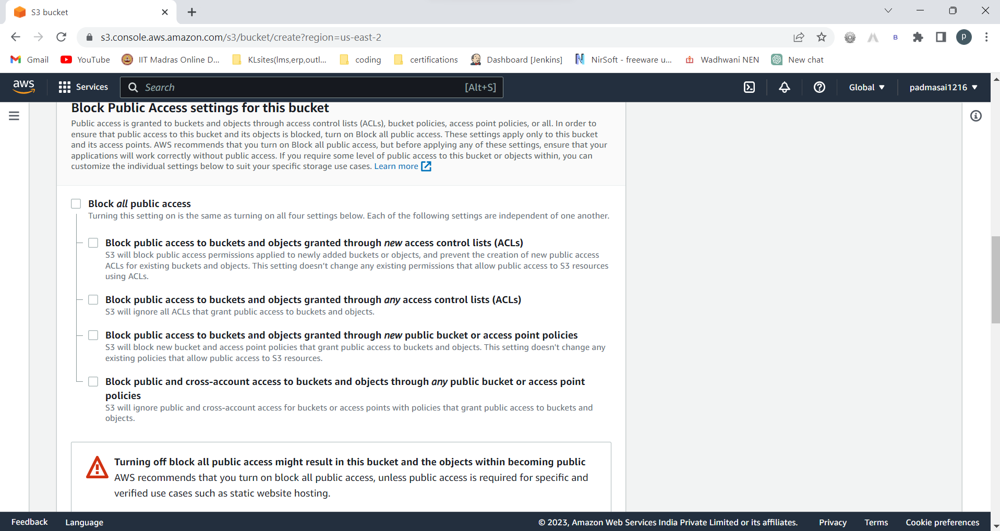 S3 bucket
s3.console.aws.amazon.com/s3/bucket/create?region=us-east-2
B
P
Gmail YouTube IIT Madras Online D... KLsites(lms,erp,outl... coding certifications Dashboard [Jenkins] NirSoft - freeware u... Wadhwani NEN New chat
aws Services Search [Alt+S] Global padmasai1216
Block Public Access settings for this bucket
Public access is granted to buckets and objects through access control lists (ACLs), bucket policies, access point policies, or all. In order to
ensure that public access to this bucket and its objects is blocked, turn on Block all public access. These settings apply only to this bucket
and its access points. AWS recommends that you turn on Block all public access, but before applying any of these settings, ensure that your
applications will work correctly without public access. If you require some level of public access to this bucket or objects within, you can
customize the individual settings below to suit your specific storage use cases. Learn more
Block all public access
Turning this setting on is the same as turning on all four settings below. Each of the following settings are independent of one another.
Block public access to buckets and objects granted through new access control lists (ACLs)
S3 will block public access permissions applied to newly added buckets or objects, and prevent the creation of new public access
ACLs for existing buckets and objects. This setting doesn’t change any existing permissions that allow public access to S3 resources
using ACLs.
Block public access to buckets and objects granted through any access control lists (ACLs)
S3 will ignore all ACLs that grant public access to buckets and objects.
Block public access to buckets and objects granted through new public bucket or access point policies
S3 will block new bucket and access point policies that grant public access to buckets and objects. This setting doesn't change any
existing policies that allow public access to S3 resources.
Block public and cross-account access to buckets and objects through any public bucket or access point
policies
S3 will ignore public and cross-account access for buckets or access points with policies that grant public access to buckets and
objects.
Turning off block all public access might result in this bucket and the objects within becoming public
AWS recommends that you turn on block all public access, unless public access is required for specific and
verified use cases such as static website hosting.
Feedback Language © 2023, Amazon Web Services India Private Limited or its affiliates. Privacy Terms Cookie preferences